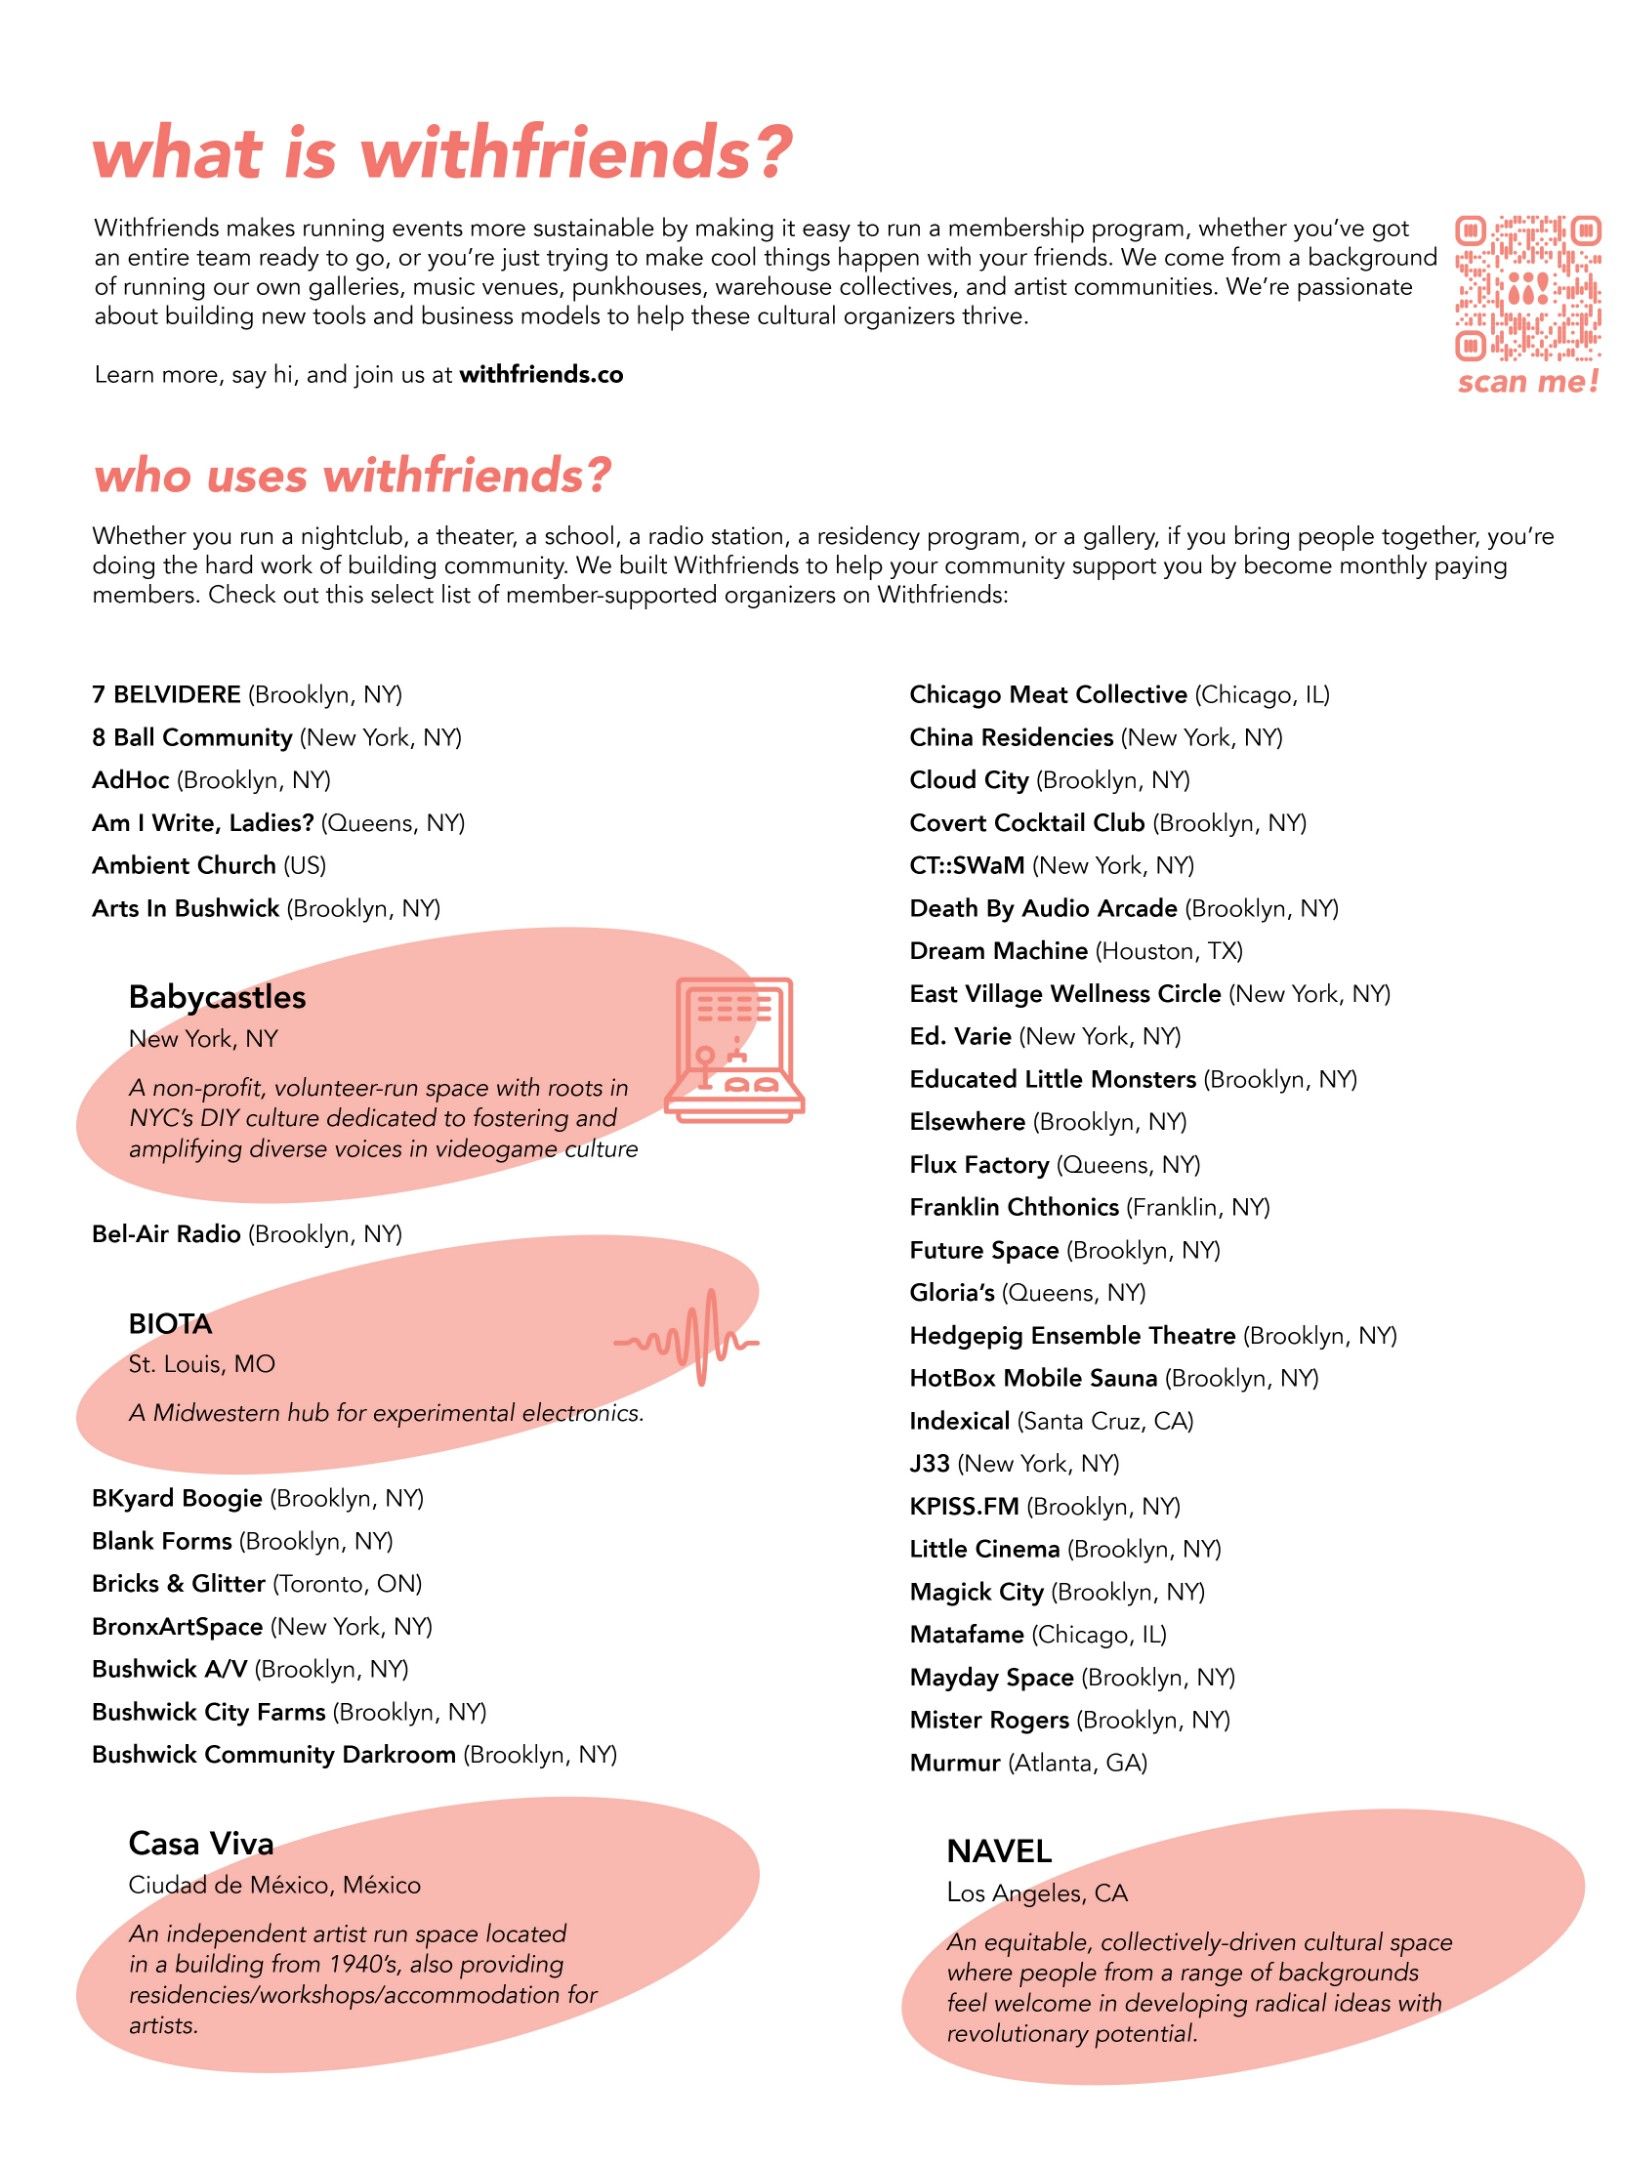 what is withfriends?
Withfriends makes running events more sustainable by making it easy to run a membership program, whether you’ve got
an entire team ready to go, or you’re just trying to make cool things happen with your friends. We come from a background
of running our own galleries, music venues, punkhouses, warehouse collectives, and artist communities. We’re passionate
about building new tools and business models to help these cultural organizers thrive.
Learn more, say hi, and join us at withfriends.co
scan me!
who uses withfriends?
Whether you run a nightclub, a theater, a school, a radio station, a residency program, or a gallery, if you bring people together, you’re
doing the hard work of building community. We built Withfriends to help your community support you by become monthly paying
members. Check out this select list of member-supported organizers on Withfriends:
7 BELVIDERE (Brooklyn, NY)
8 Ball Community (New York, NY)
AdHoc (Brooklyn, NY)
Am I Write, Ladies? (Queens, NY)
Ambient Church (US)
Arts In Bushwick (Brooklyn, NY)
Babycastles
New York, NY
A non-profit, volunteer-run space with roots in
NYC’s DIY culture dedicated to fostering and
amplifying diverse voices in videogame culture
Bel-Air Radio (Brooklyn, NY)
BIOTA
St. Louis, MO
A Midwestern hub for experimental electronics.
BKyard Boogie (Brooklyn, NY)
Blank Forms (Brooklyn, NY)
Bricks & Glitter (Toronto, ON)
BronxArtSpace (New York, NY)
Bushwick A/V (Brooklyn, NY)
Bushwick City Farms (Brooklyn, NY)
Bushwick Community Darkroom (Brooklyn, NY)
Casa Viva
Ciudad de México, México
An independent artist run space located
in a building from 1940’s, also providing
residencies/workshops/accommodation for
artists.
Chicago Meat Collective (Chicago, IL)
China Residencies (New York, NY)
Cloud City (Brooklyn, NY)
Covert Cocktail Club (Brooklyn, NY)
CT::SWaM (New York, NY)
Death By Audio Arcade (Brooklyn, NY)
Dream Machine (Houston, TX)
East Village Wellness Circle (New York, NY)
Ed. Varie (New York, NY)
Educated Little Monsters (Brooklyn, NY)
Elsewhere (Brooklyn, NY)
Flux Factory (Queens, NY)
Franklin Chthonics (Franklin, NY)
Future Space (Brooklyn, NY)
Gloria’s (Queens, NY)
Hedgepig Ensemble Theatre (Brooklyn, NY)
HotBox Mobile Sauna (Brooklyn, NY)
Indexical (Santa Cruz, CA)
J33 (New York, NY)
KPISS.FM (Brooklyn, NY)
Little Cinema (Brooklyn, NY)
Magick City (Brooklyn, NY)
Matafame (Chicago, IL)
Mayday Space (Brooklyn, NY)
Mister Rogers (Brooklyn, NY)
Murmur (Atlanta, GA)
NAVEL
Los Angeles, CA
An equitable, collectively-driven cultural space
where people from a range of backgrounds
feel welcome in developing radical ideas with
revolutionary potential.